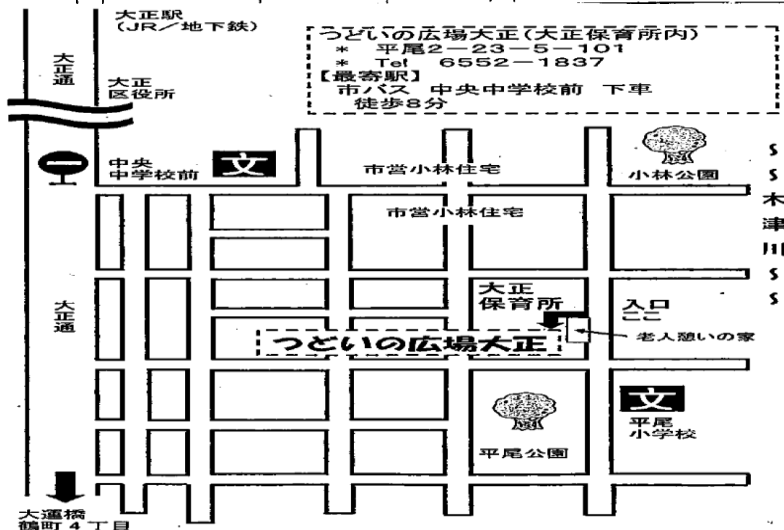 大正駅
(JR／地下鉄)
つどいの広場大正(大正保育所内)
＊ 平尾2－23－5－101
＊ Tel 6552－1837
【最寄駅】
市バス 中央中学校前 下車
徒歩8分
大正通
大正
区役所
中央
中学校前
文
市営小林住宅
小林公園
市営小林住宅
木津川
大正通
大正
保育所
入口
ここ
老人憩いの家
つどいの広場大正
文
平尾
小学校
平尾公園
大運橋
鶴町4丁目